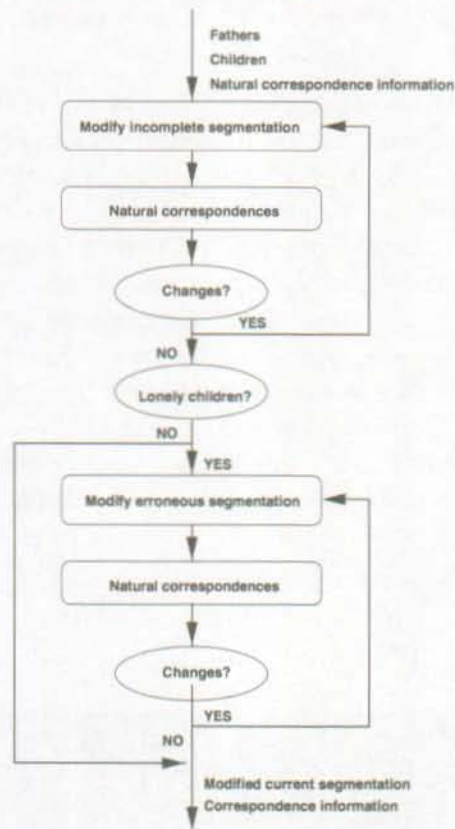 Fathers
Children
Natural correspondence information
Modify incomplete segmentation
Natural correspondences
Changes?
YES
NO
Lonely children?
NO
YES
Modify erroneous segmentation
Natural correspondences
Changes?
YES
NO
Modified current segmentation
Correspondence information